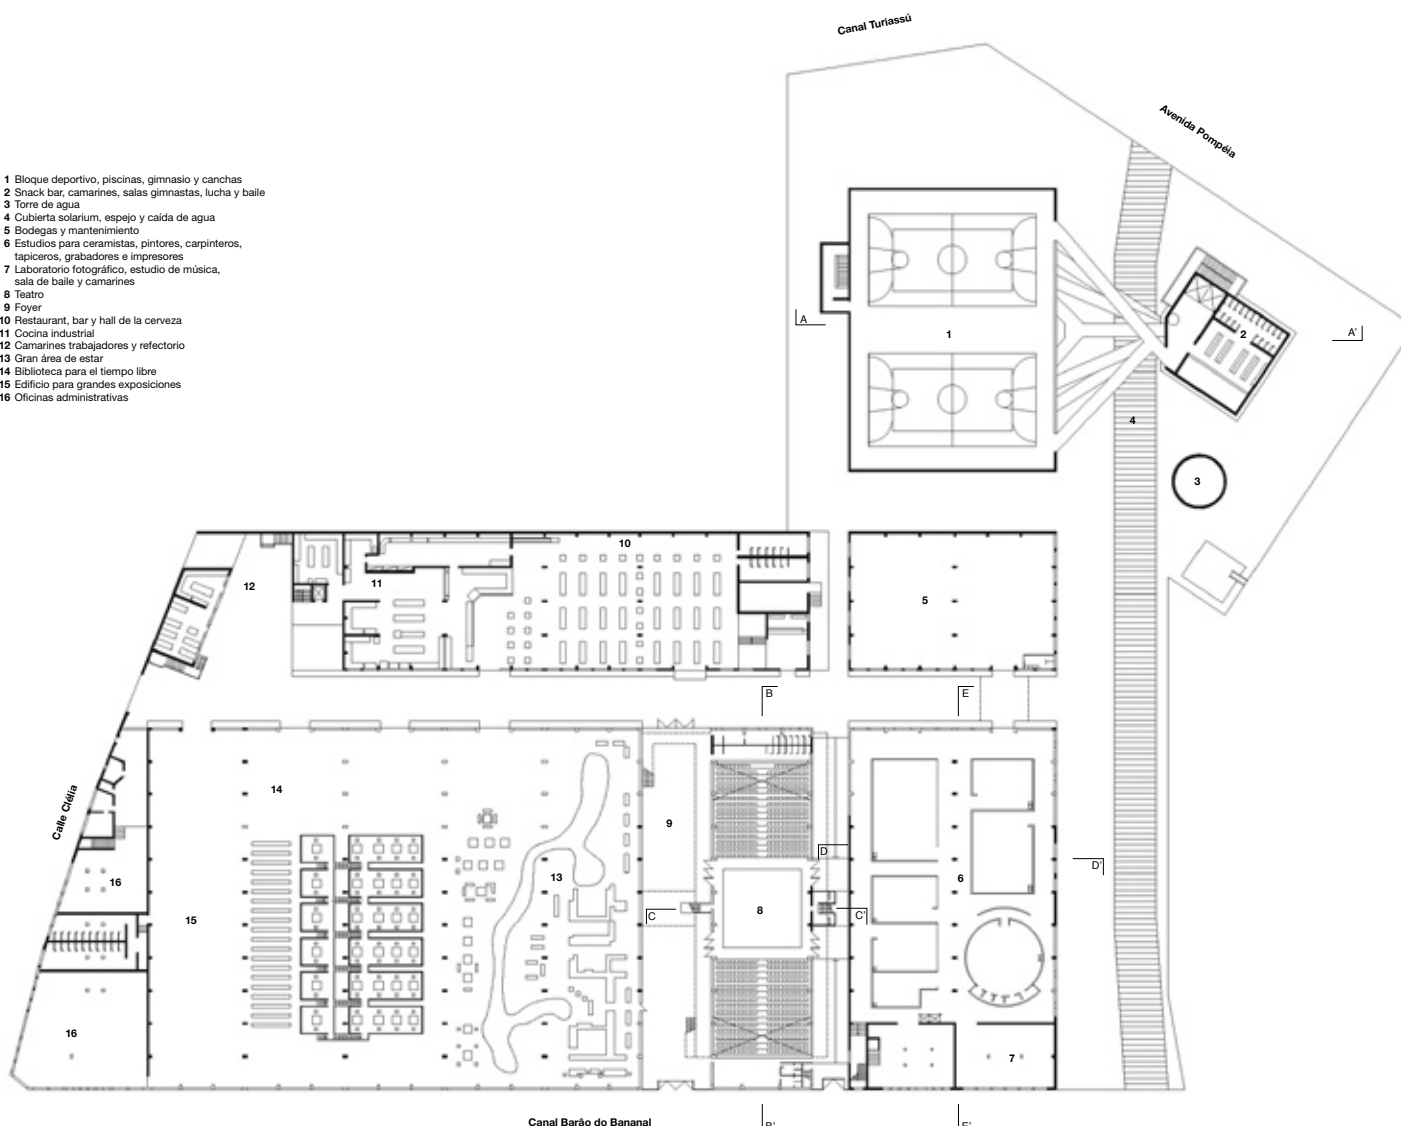 Canal Turiassú
Avenida Pompéia
1 Bloque deportivo, piscinas, gimnasio y canchas
2 Snack bar, camarines, salas gimnastas, lucha y baile
3 Torre de agua
4 Cubierta solarium, espejo y caída de agua
5 Bodegas y mantenimiento
6 Estudios para ceramistas, pintores, carpinteros,
tapiceros, grabadores e impresores
7 Laboratorio fotográfico, estudio de música,
sala de baile y camarines
8 Teatro
9 Foyer
10 Restaurant, bar y hall de la cerveza
11 Cocina industrial
12 Camarines trabajadores y refectorio
13 Gran área de estar
14 Biblioteca para el tiempo libre
15 Edificio para grandes exposiciones
16 Oficinas administrativas
A
1
2
A'
4
3
10
12
11
5
B
E
Calle Clélia
14
9
D
D'
13
6
16
15
C
8
C'
16
7
Canal Barâo do Bananal
B'
E'